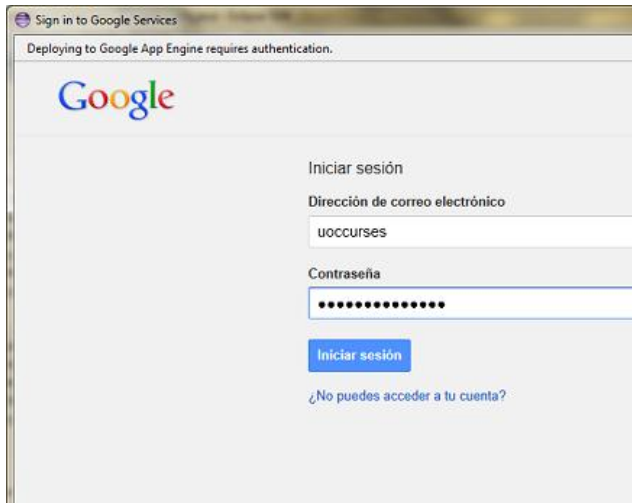 Sign in to Google Services
Deploying to Google App Engine requires authentication.
Google
Iniciar sesión
Dirección de correo electrónico
uoccurses
Contraseña
••••••••••••••
Iniciar sesión
¿No puedes acceder a tu cuenta?